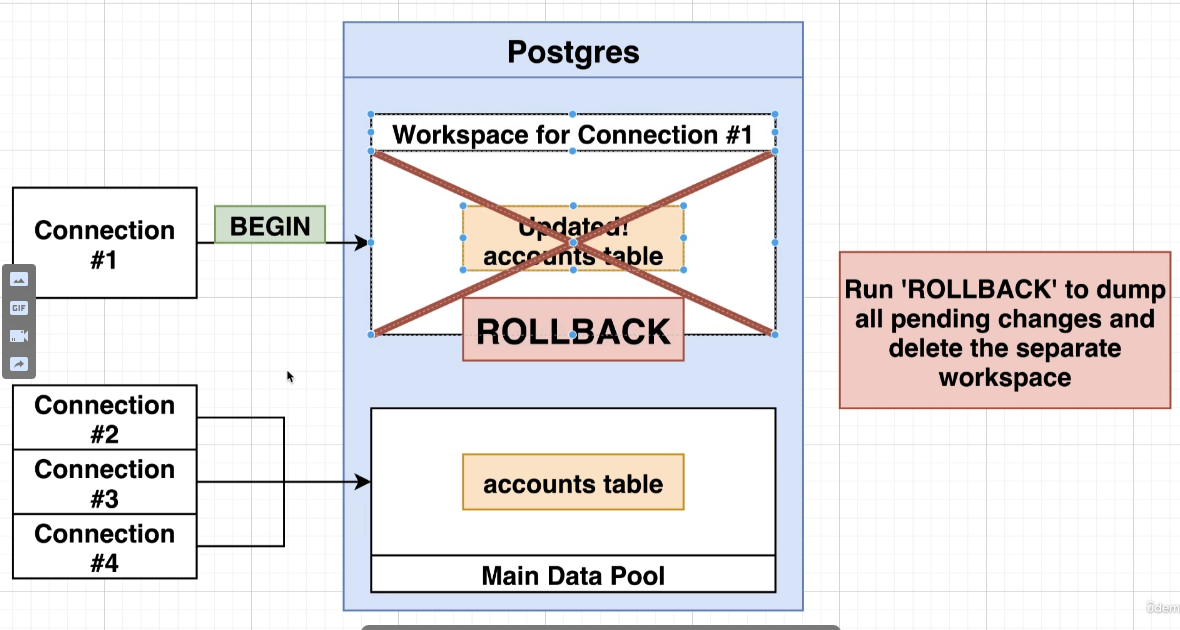 Postgres
Workspace for Connection #1
Connection
#1
BEGIN
Updated!
accounts table
ROLLBACK
Run 'ROLLBACK' to dump
all pending changes and
delete the separate
workspace
GIF
Connection
#2
Connection
#3
Connection
#4
accounts table
Main Data Pool